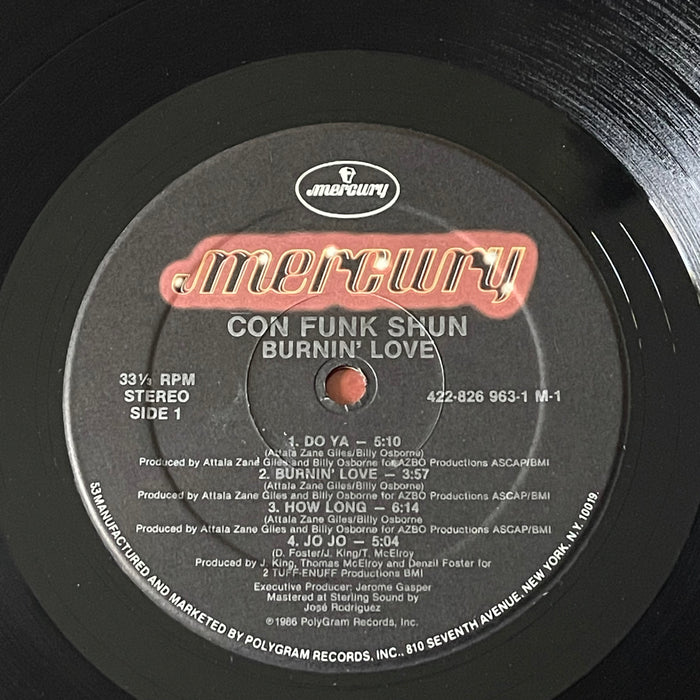 mercury
mercury
CON FUNK SHUN
BURNIN' LOVE
33⅓ RPM
STEREO
SIDE 1
422-826 963-1 M-1
1. DO YA – 5:10
(Attala Zane Giles/Billy Osborne)
Produced by Attala Zane Giles and Billy Osborne for AZBO Productions ASCAP/BMI
2. BURNIN' LOVE – 3:57
(Attala Zane Giles/Billy Osborne)
Produced by Attala Zane Giles and Billy Osborne for AZBO Productions ASCAP/BMI
3. HOW LONG – 6:14
(Attala Zane Giles/Billy Osborne
Produced by Attala Zane Giles and Billy Osborne for AZBO Productions ASCAP/BMI
4. JO JO – 5:04
(D. Foster/J. King/T. McElroy)
Produced by J. King, Thomas McElroy and Denzil Foster for
2 TUFF-ENUFF Productions BMI
Executive Producer: Jerome Gasper
Mastered at Sterling Sound by
José Rodriguez
℗1986 PolyGram Records, Inc.
53 MANUFACTURED AND MARKETED BY POLYGRAM RECORDS, INC., 810 SEVENTH AVENUE, NEW YORK, N.Y. 10019.